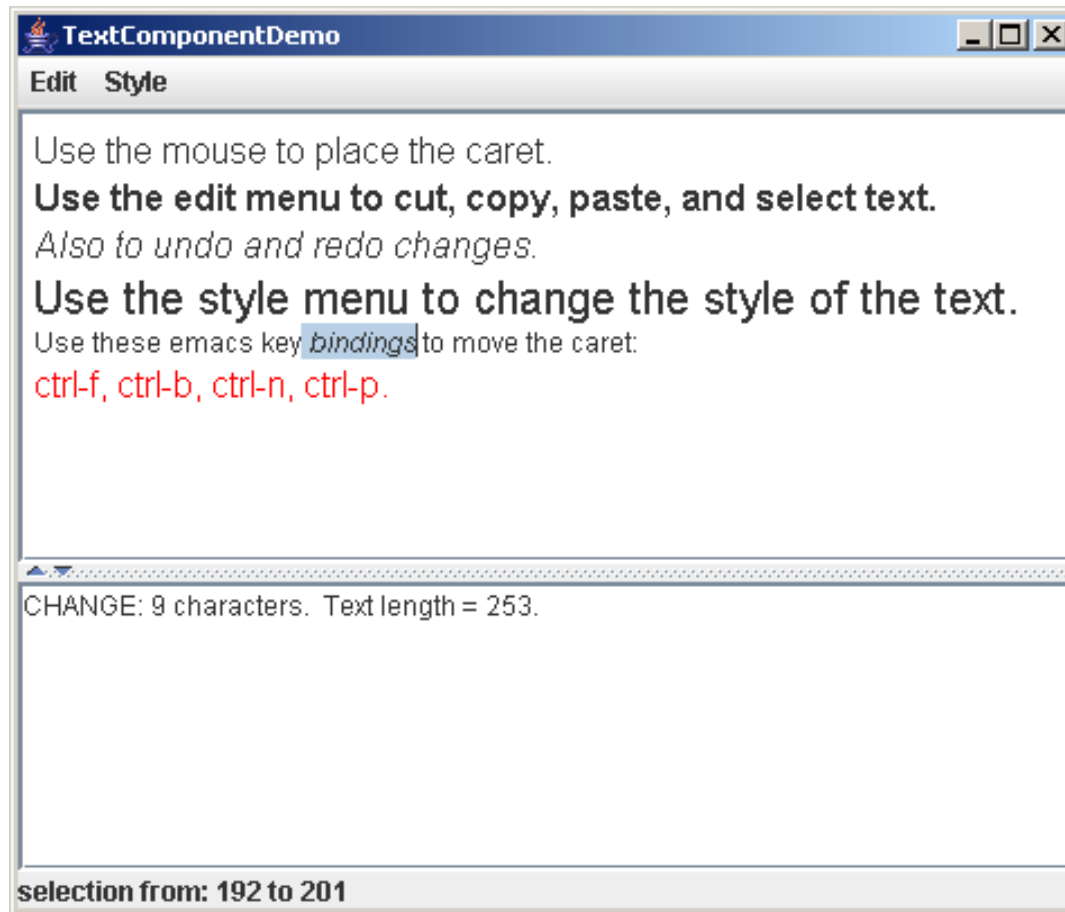 TextComponentDemo
Edit Style
Use the mouse to place the caret.
Use the edit menu to cut, copy, paste, and select text.
Also to undo and redo changes.
Use the style menu to change the style of the text.
Use these emacs key bindings to move the caret:
ctrl-f, ctrl-b, ctrl-n, ctrl-p.
CHANGE: 9 characters.  Text length = 253.
selection from: 192 to 201